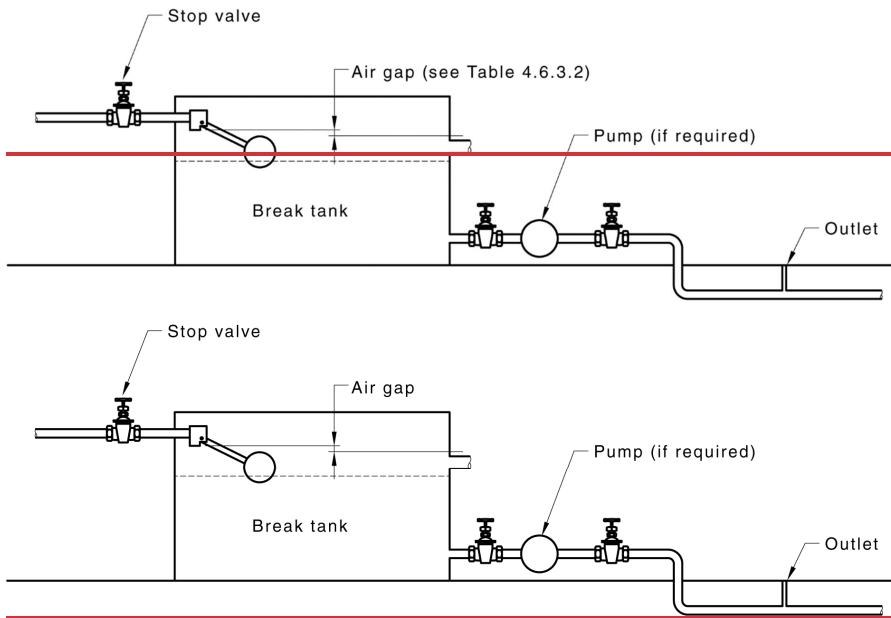 Stop valve
Air gap (see Table 4.6.3.2)
Pump (if required)
Break tank
Outlet
Stop valve
Air gap
Pump (if required)
Break tank
Outlet